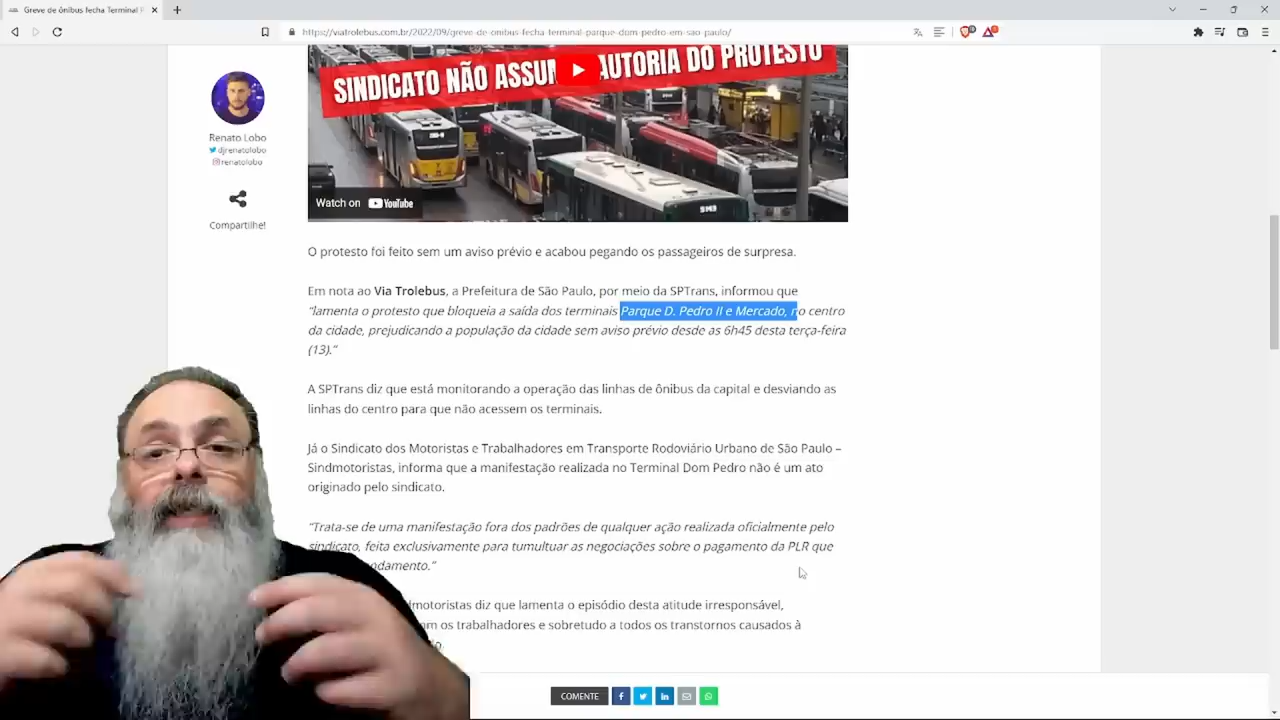 Greve de ônibus fecha Terminal P
https://viatrolebus.com.br/2022/09/greve-de-onibus-fecha-terminal-parque-dom-pedro-em-sao-paulo/
SINDICATO NÃO ASSUM AUTORIA DO PROTESTO
Renato Lobo
djrenatolobo
renatolobo
Compartilhe!
Watch on YouTube
O protesto foi feito sem um aviso prévio e acabou pegando os passageiros de surpresa.
Em nota ao Via Trolebus, a Prefeitura de São Paulo, por meio da SPTrans, informou que
“lamenta o protesto que bloqueia a saída dos terminais Parque D. Pedro II e Mercado, no centro
da cidade, prejudicando a população da cidade sem aviso prévio desde as 6h45 desta terça-feira
(13).”
A SPTrans diz que está monitorando a operação das linhas de ônibus da capital e desviando as
linhas do centro para que não acessem os terminais.
Já o Sindicato dos Motoristas e Trabalhadores em Transporte Rodoviário Urbano de São Paulo –
Sindmotoristas, informa que a manifestação realizada no Terminal Dom Pedro não é um ato
originado pelo sindicato.
“Trata-se de uma manifestação fora dos padrões de qualquer ação realizada oficialmente pelo
sindicato, feita exclusivamente para tumultuar as negociações sobre o pagamento da PLR que
ndamento.”
dmotoristas diz que lamenta o episódio desta atitude irresponsável,
om os trabalhadores e sobretudo a todos os transtornos causados à
COMENTE